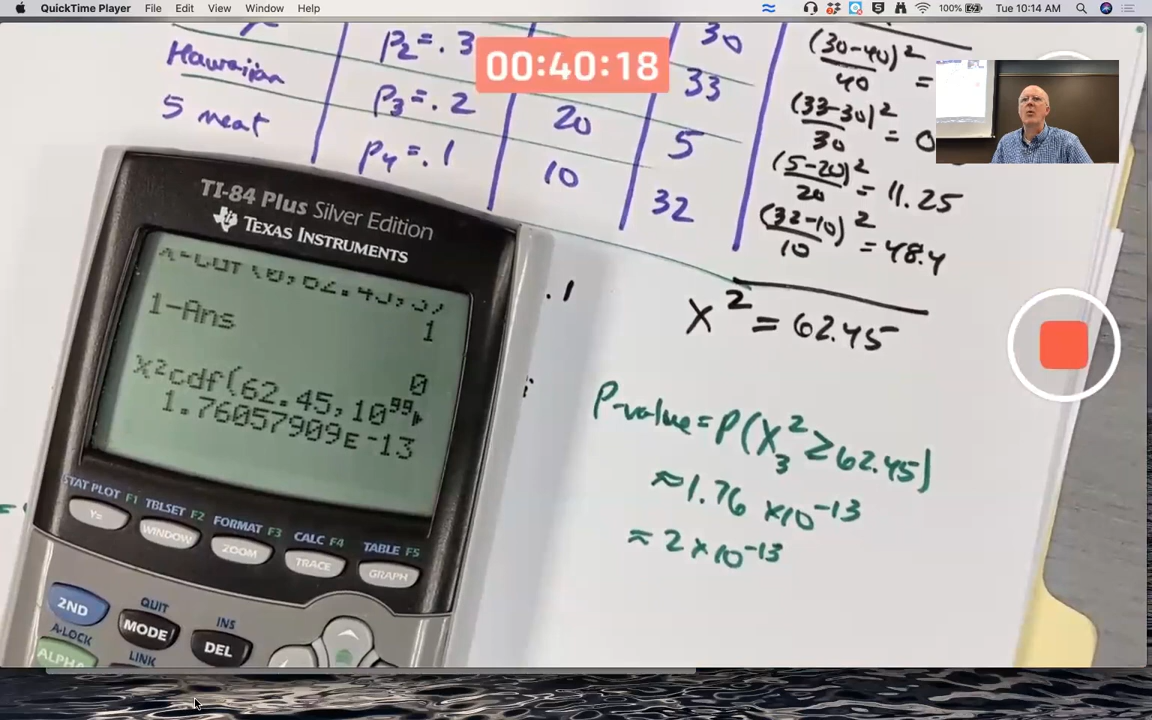 QuickTime Player File Edit View Window Help
100% Tue 10:14 AM
00:40:18
P2=.3 30
Hawaiian P3=.2 20 33
5 meat P4=.1 10 5
32
(30-40)²
40 =
(33-30)²
30 = 0
(5-20)²
20 = 11.25
(32-10)²
10 = 48.4
X² = 62.45
.1
P-value = P(X²3 ≥ 62.45)
≈ 1.76 ×10-13
≈ 2 ×10-13
TI-84 Plus Silver Edition
TEXAS INSTRUMENTS
1
1-Ans
0
X²cdf(62.45,10^99
1.76057909E-13
STAT PLOT F1 TBLSET F2 FORMAT F3 CALC F4 TABLE F5
Y= WINDOW ZOOM TRACE GRAPH
QUIT INS
2ND MODE DEL
A-LOCK LINK
ALPHA